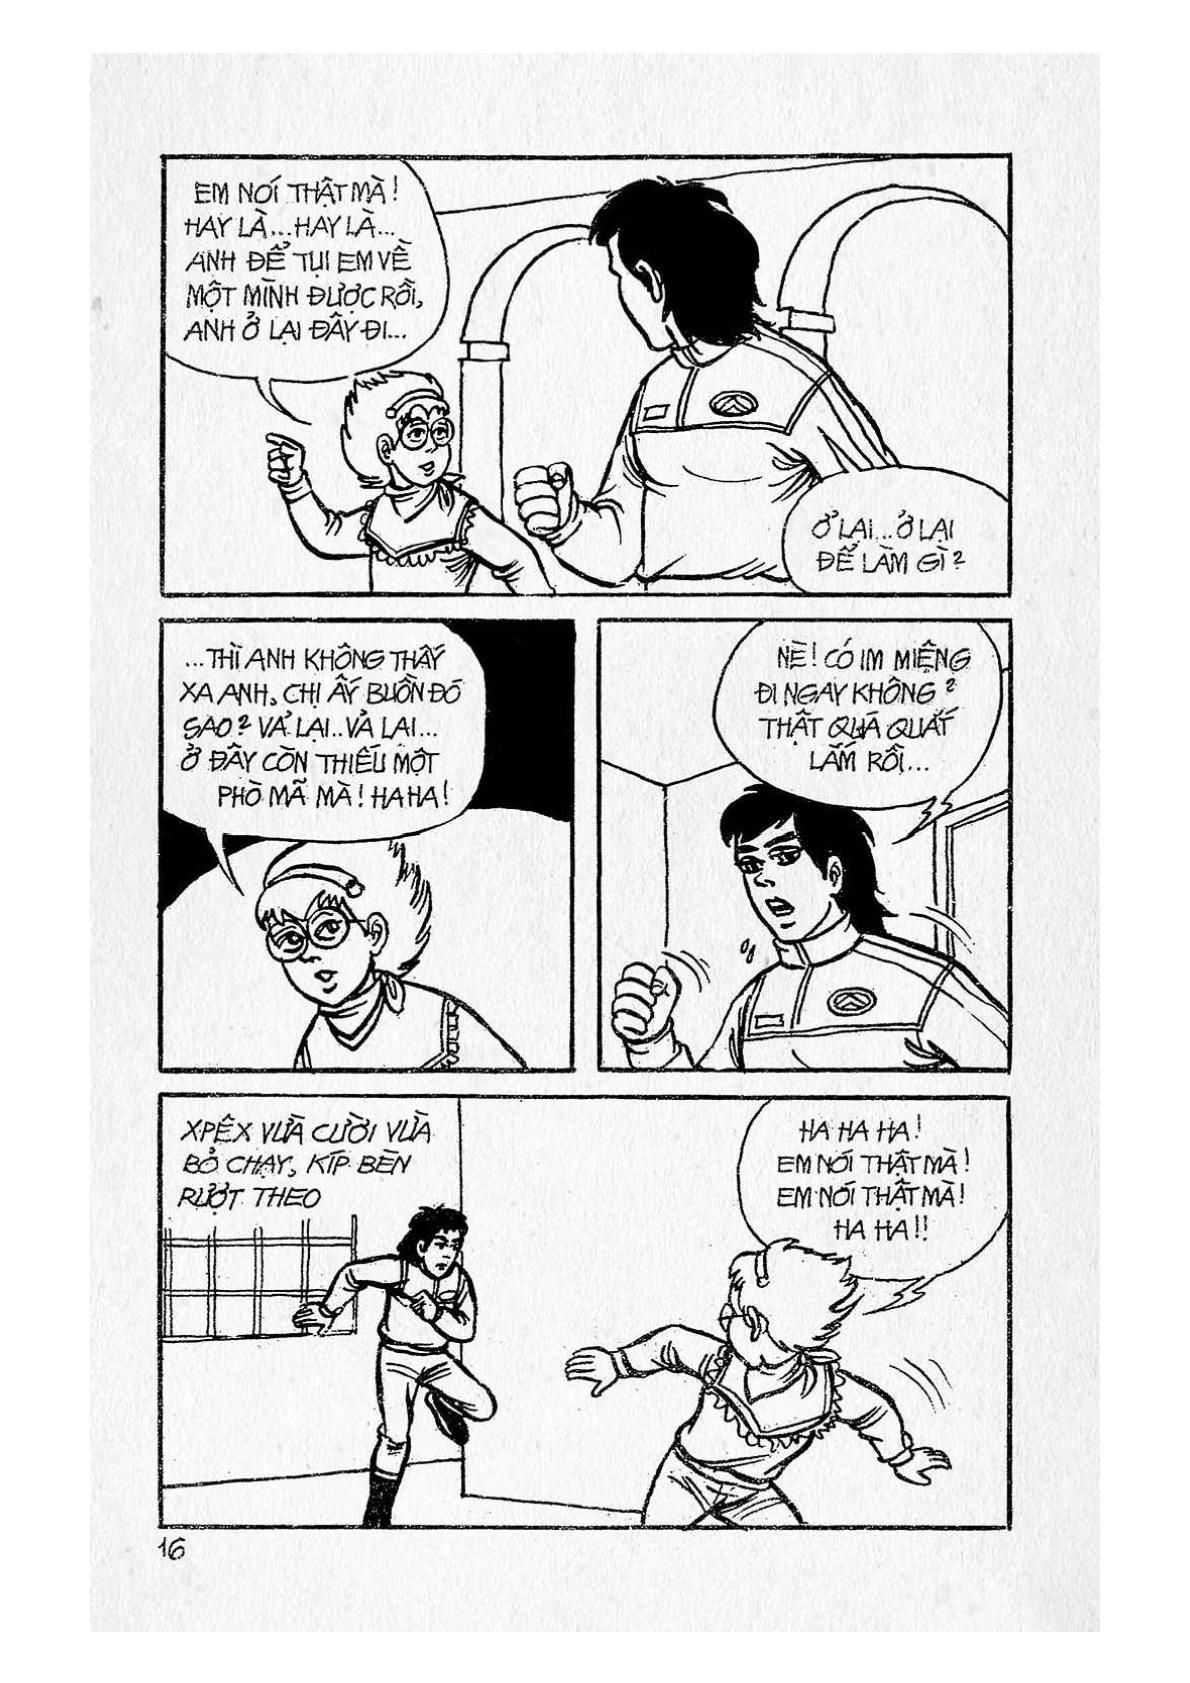 EM NÓI THẬT MÀ!
HAY LÀ...HAY LÀ...
ANH ĐỂ TỤI EM VỀ
MỘT MÌNH ĐƯỢC RỒI,
ANH Ở LẠI ĐÂY ĐI...
Ở LẠI...Ở LẠI
ĐỂ LÀM GÌ?
...THÌ ANH KHÔNG THẤY
XA ANH, CHỊ ẤY BUỒN ĐÓ
SAO? VẢ LẠI..VẢ LẠI...
Ở ĐÂY CÒN THIẾU MỘT
PHÒ MÃ MÀ! HAHA!
NÈ! CÓ IM MIỆNG
ĐI NGAY KHÔNG?
THẬT QUÁ QUẮT
LẮM RỒI...
XPÊX VỪA CƯỜI VỪA
BỎ CHẠY, KÍP BÈN
RƯỢT THEO
HA HA HA!
EM NÓI THẬT MÀ!
EM NÓI THẬT MÀ!
HA HA!!
16